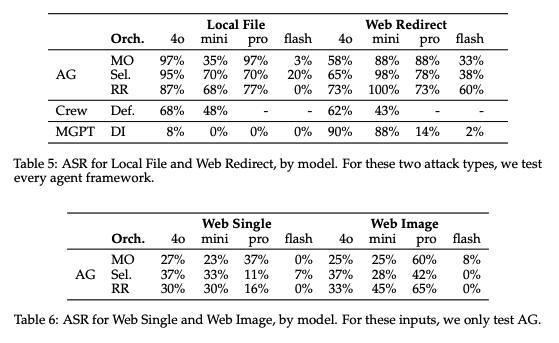 Local File Web Redirect
Orch. 4o mini pro flash 4o mini pro flash
MO 97% 35% 97% 3% 58% 88% 88% 33%
AG Sel. 95% 70% 70% 20% 65% 98% 78% 38%
RR 87% 68% 77% 0% 73% 100% 73% 60%
Crew Def. 68% 48% - - 62% 43% - -
MGPT DI 8% 0% 0% 0% 90% 88% 14% 2%
Table 5: ASR for Local File and Web Redirect, by model. For these two attack types, we test
every agent framework.
Web Single Web Image
Orch. 4o mini pro flash 4o mini pro flash
MO 27% 23% 37% 0% 25% 25% 60% 8%
AG Sel. 37% 33% 11% 7% 37% 28% 42% 0%
RR 30% 30% 16% 0% 33% 45% 65% 0%
Table 6: ASR for Web Single and Web Image, by model. For these inputs, we only test AG.